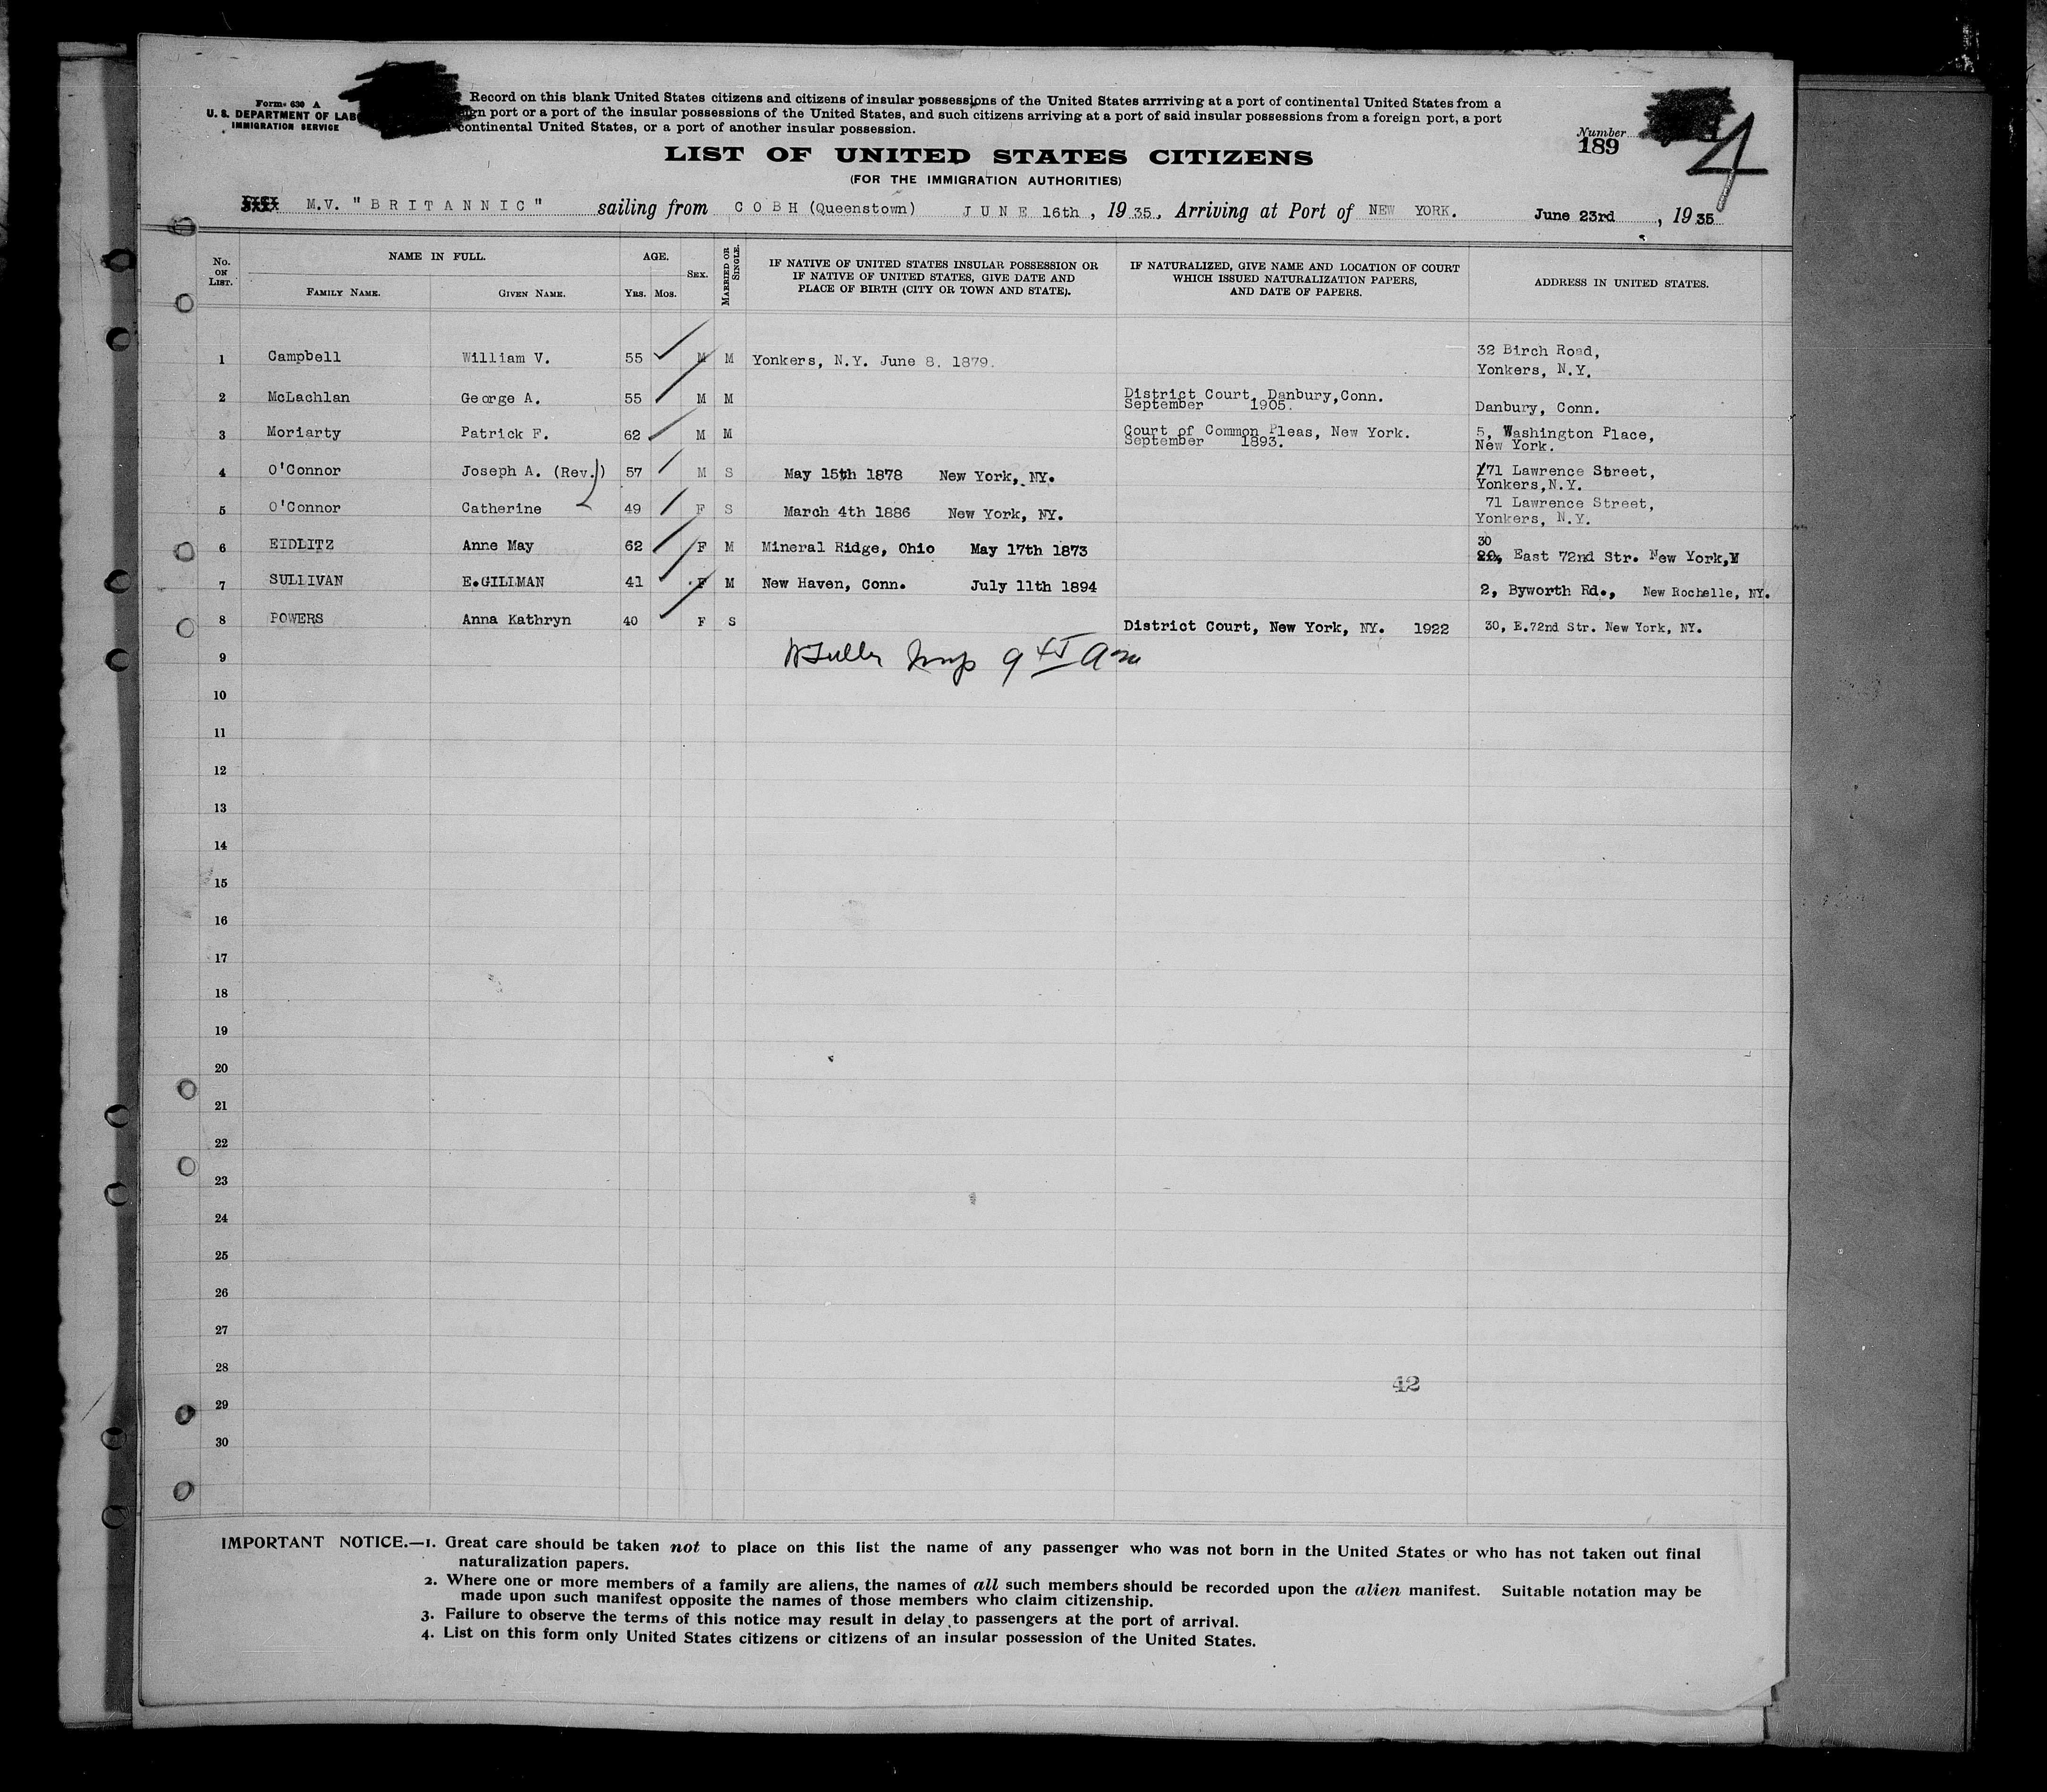 Form 630 A
U. S. DEPARTMENT OF LAB
IMMIGRATION SERVICE
Record on this blank United States citizens and citizens of insular possessions of the United States arrriving at a port of continental United States from a
gn port or a port of the insular possessions of the United States, and such citizens arriving at a port of said insular possessions from a foreign port, a port
continental United States, or a port of another insular possession.
Number
189
4
LIST OF UNITED STATES CITIZENS
(FOR THE IMMIGRATION AUTHORITIES)
M.V. "BRITANNIC" sailing from COBH (Queenstown) JUNE 16th, 1935, Arriving at Port of NEW YORK. June 23rd, 1935
No. ON LIST. NAME IN FULL. FAMILY NAME. GIVEN NAME. AGE. YRS. MOS. SEX. MARRIED OR SINGLE. IF NATIVE OF UNITED STATES INSULAR POSSESSION OR IF NATIVE OF UNITED STATES, GIVE DATE AND PLACE OF BIRTH (CITY OR TOWN AND STATE). IF NATURALIZED, GIVE NAME AND LOCATION OF COURT WHICH ISSUED NATURALIZATION PAPERS, AND DATE OF PAPERS. ADDRESS IN UNITED STATES.
1 Campbell William V. 55 M M Yonkers, N.Y. June 8. 1879. 32 Birch Road,
Yonkers, N.Y.
2 McLachlan George A. 55 M M District Court, Danbury,Conn.
September 1905. Danbury, Conn.
3 Moriarty Patrick F. 62 M M Court of Common Pleas, New York. 5, Washington Place,
September 1893. New York.
4 O'Connor Joseph A. (Rev.) 57 M S May 15th 1878 New York, NY. 71 Lawrence Street,
Yonkers,N.Y.
5 O'Connor Catherine 49 F S March 4th 1886 New York, NY. 71 Lawrence Street,
Yonkers, N.Y.
30
6 EIDLITZ Anne May 62 F M Mineral Ridge, Ohio May 17th 1873 20, East 72nd Str. New York,N
7 SULLIVAN E.GILLMAN 41 F M New Haven, Conn. July 11th 1894 2, Byworth Rd., New Rochelle, NY.
8 POWERS Anna Kathryn 40 F S District Court, New York, NY. 1922 30, E.72nd Str. New York, NY.
9
10
11
12
13
14
15
16
17
18
19
20
21
22
23
24
25
26
27
28
42
29
30
IMPORTANT NOTICE.—1. Great care should be taken not to place on this list the name of any passenger who was not born in the United States or who has not taken out final
naturalization papers.
2. Where one or more members of a family are aliens, the names of all such members should be recorded upon the alien manifest. Suitable notation may be
made upon such manifest opposite the names of those members who claim citizenship.
3. Failure to observe the terms of this notice may result in delay to passengers at the port of arrival.
4. List on this form only United States citizens or citizens of an insular possession of the United States.